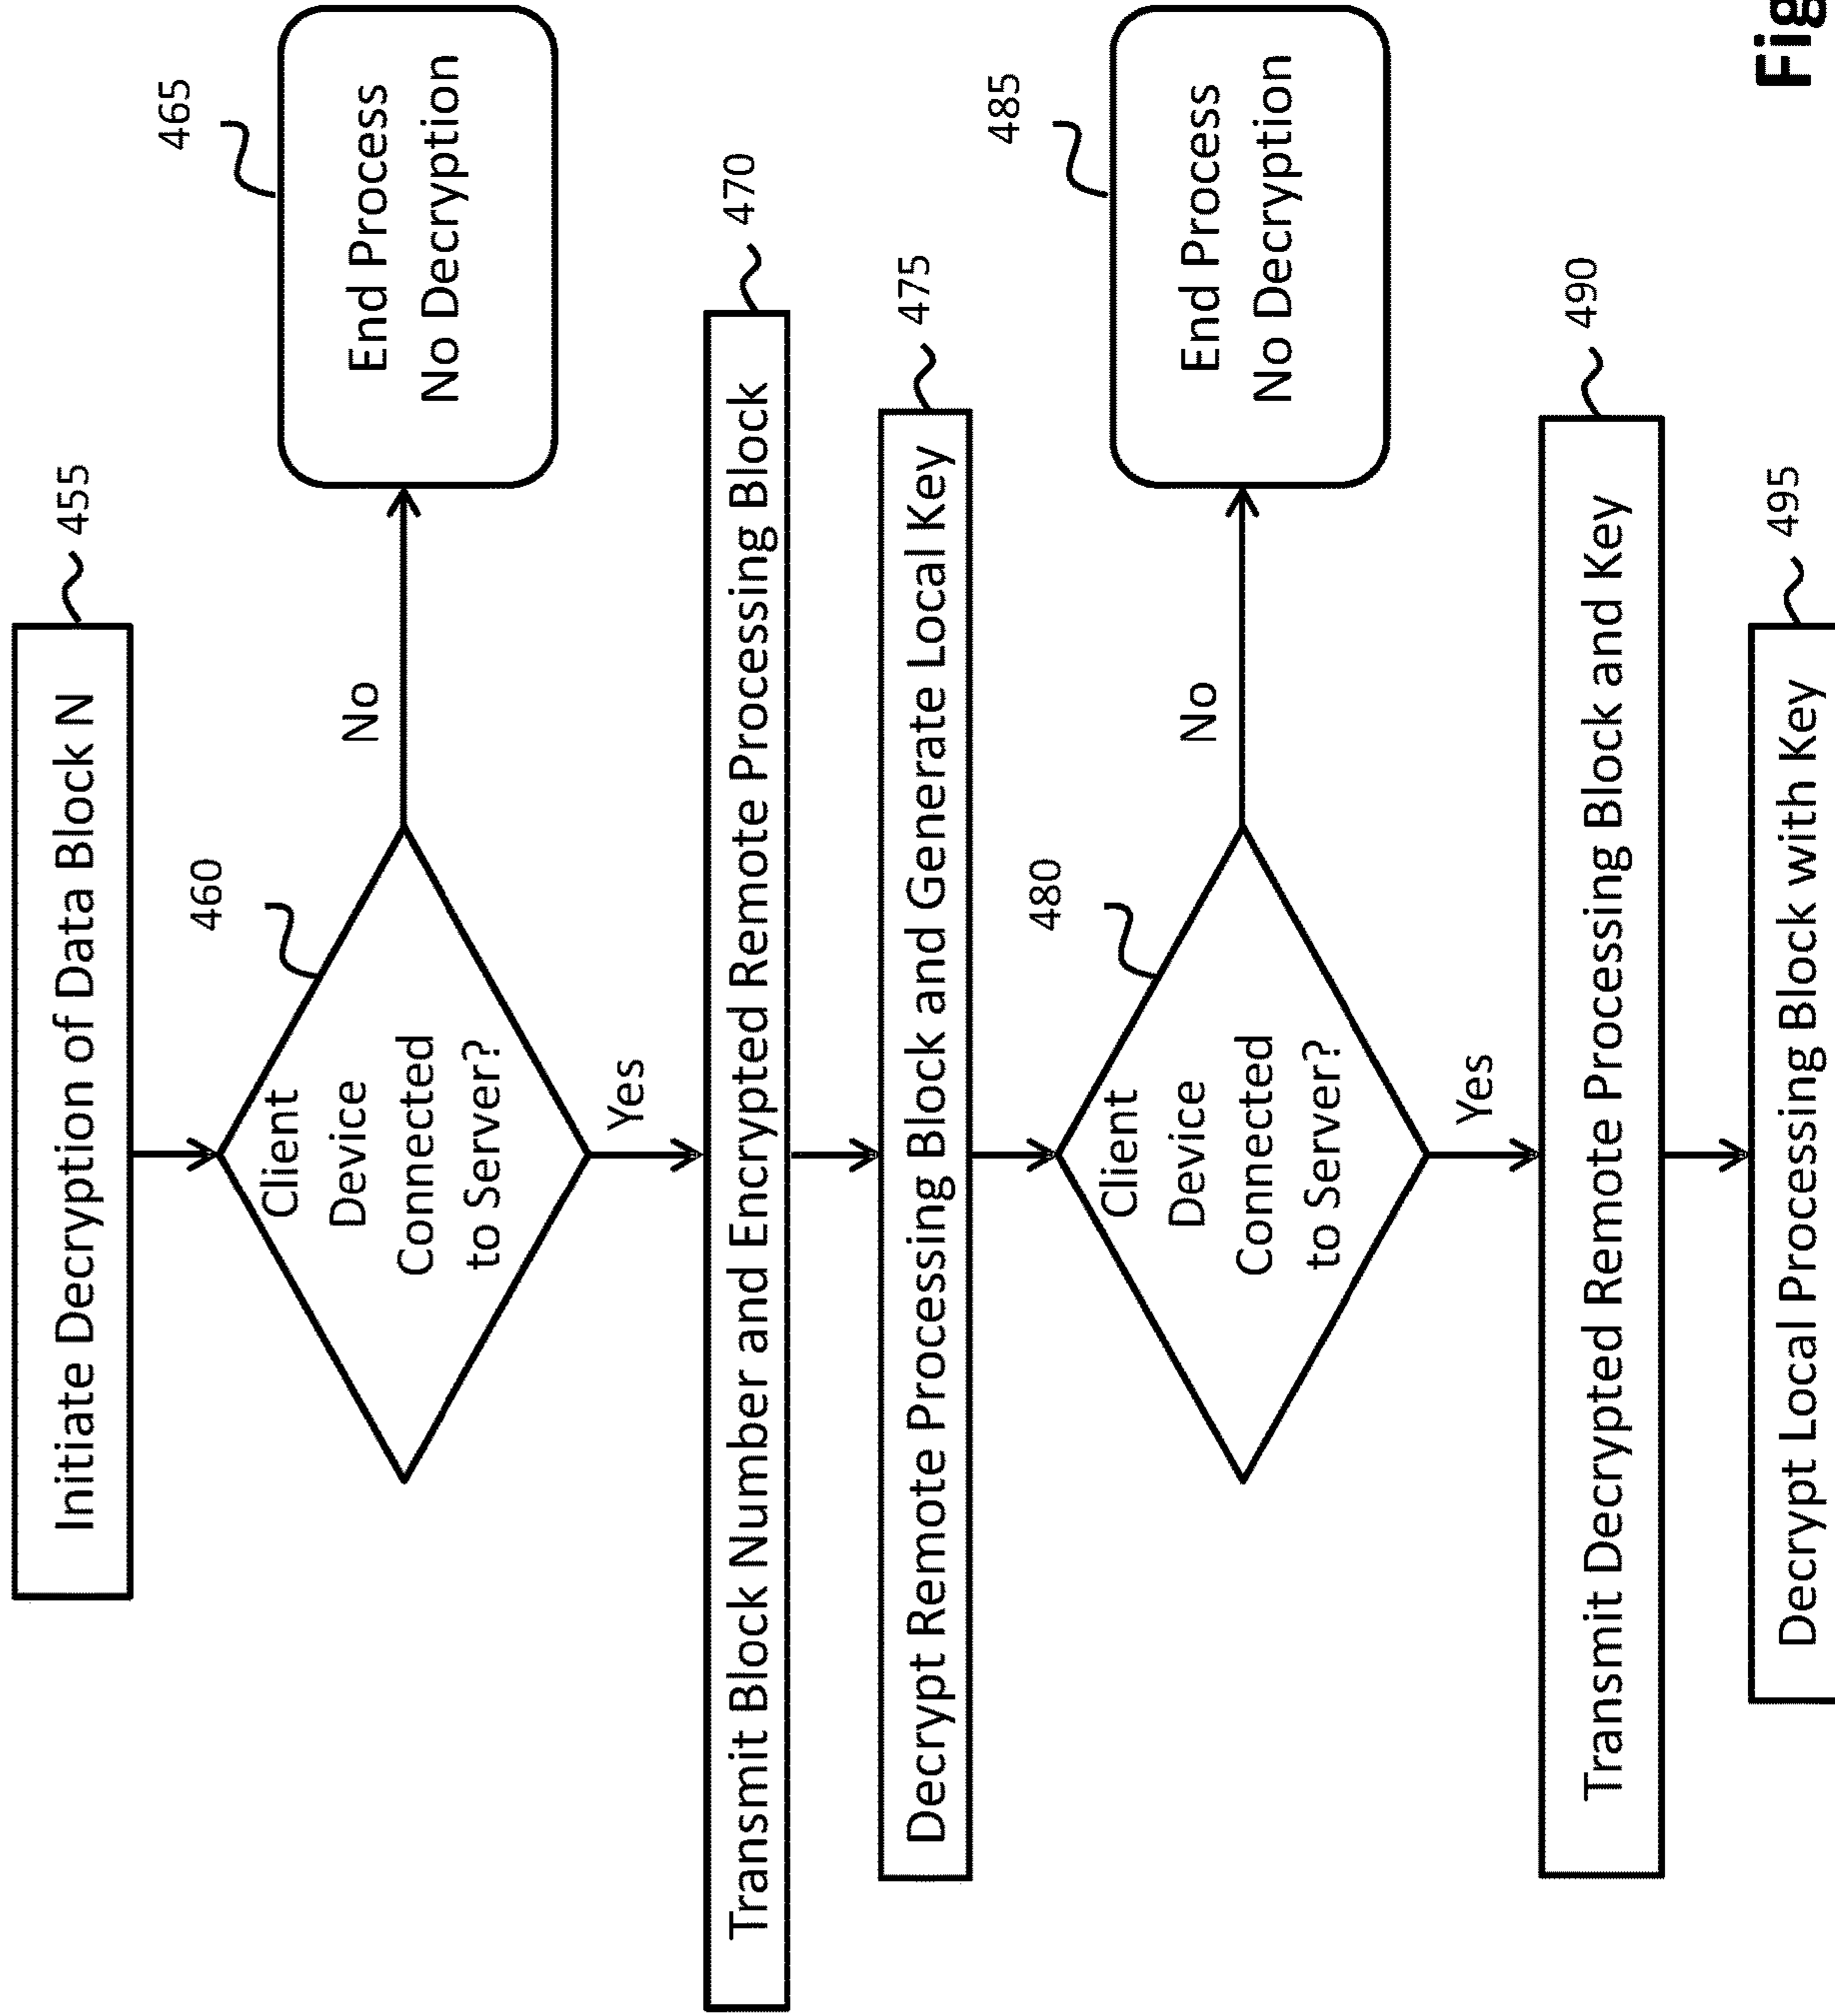 Initiate Decryption of Data Block N
455
460
Client
Device
Connected
to Server?
No
465
End Process
No Decryption
Yes
470
Transmit Block Number and Encrypted Remote Processing Block
475
Decrypt Remote Processing Block and Generate Local Key
480
Client
Device
Connected
to Server?
No
485
End Process
No Decryption
Yes
490
Transmit Decrypted Remote Processing Block and Key
495
Decrypt Local Processing Block with Key
Fig